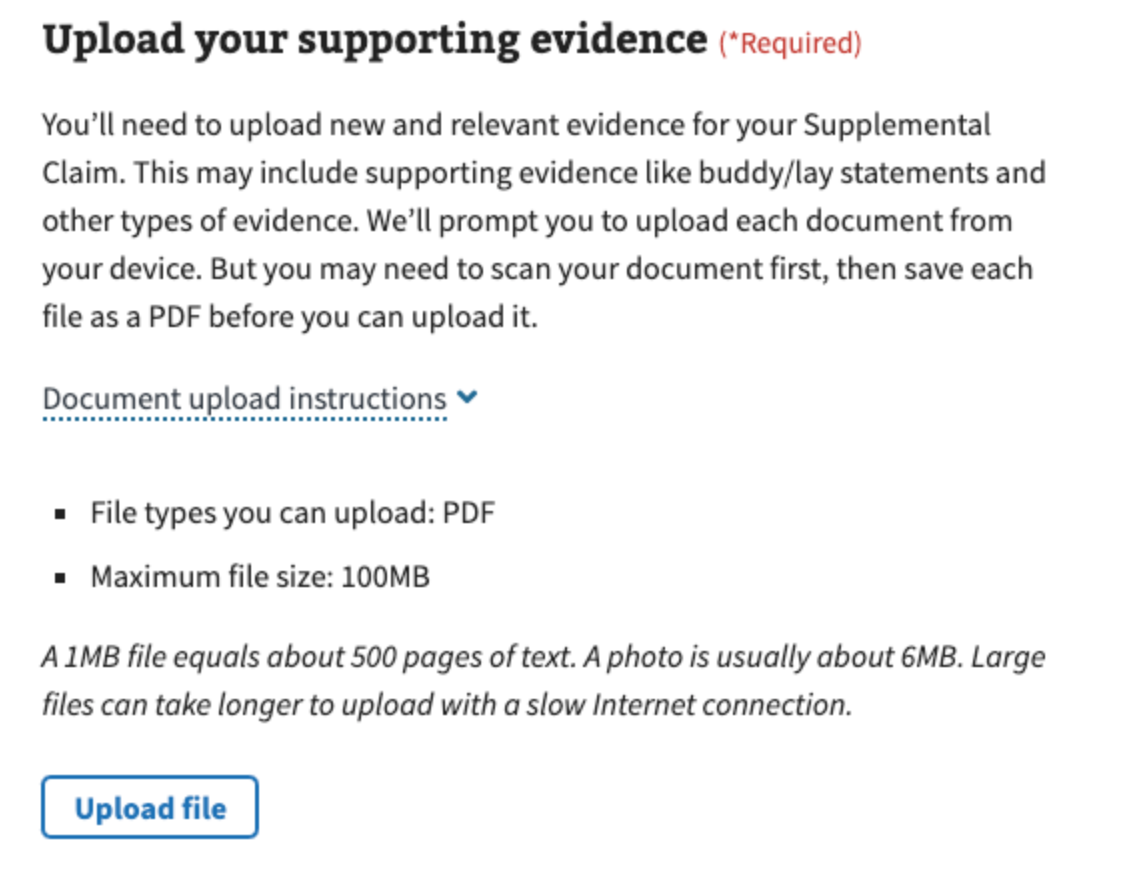 Upload your supporting evidence (*Required)
You’ll need to upload new and relevant evidence for your Supplemental
Claim. This may include supporting evidence like buddy/lay statements and
other types of evidence. We’ll prompt you to upload each document from
your device. But you may need to scan your document first, then save each
file as a PDF before you can upload it.
Document upload instructions
▪ File types you can upload: PDF
▪ Maximum file size: 100MB
A 1MB file equals about 500 pages of text. A photo is usually about 6MB. Large
files can take longer to upload with a slow Internet connection.
Upload file